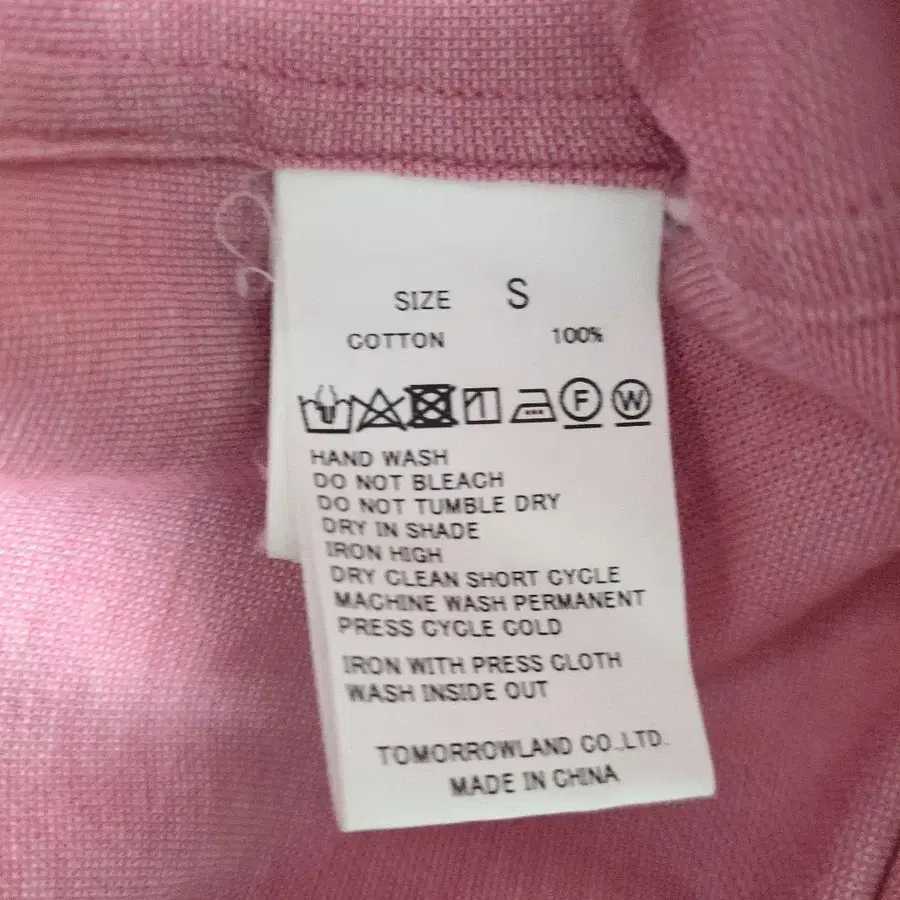 SIZE S
COTTON 100%
F W
HAND WASH
DO NOT BLEACH
DO NOT TUMBLE DRY
DRY IN SHADE
IRON HIGH
DRY CLEAN SHORT CYCLE
MACHINE WASH PERMANENT
PRESS CYCLE COLD
IRON WITH PRESS CLOTH
WASH INSIDE OUT
TOMORROWLAND CO.,LTD.
MADE IN CHINA